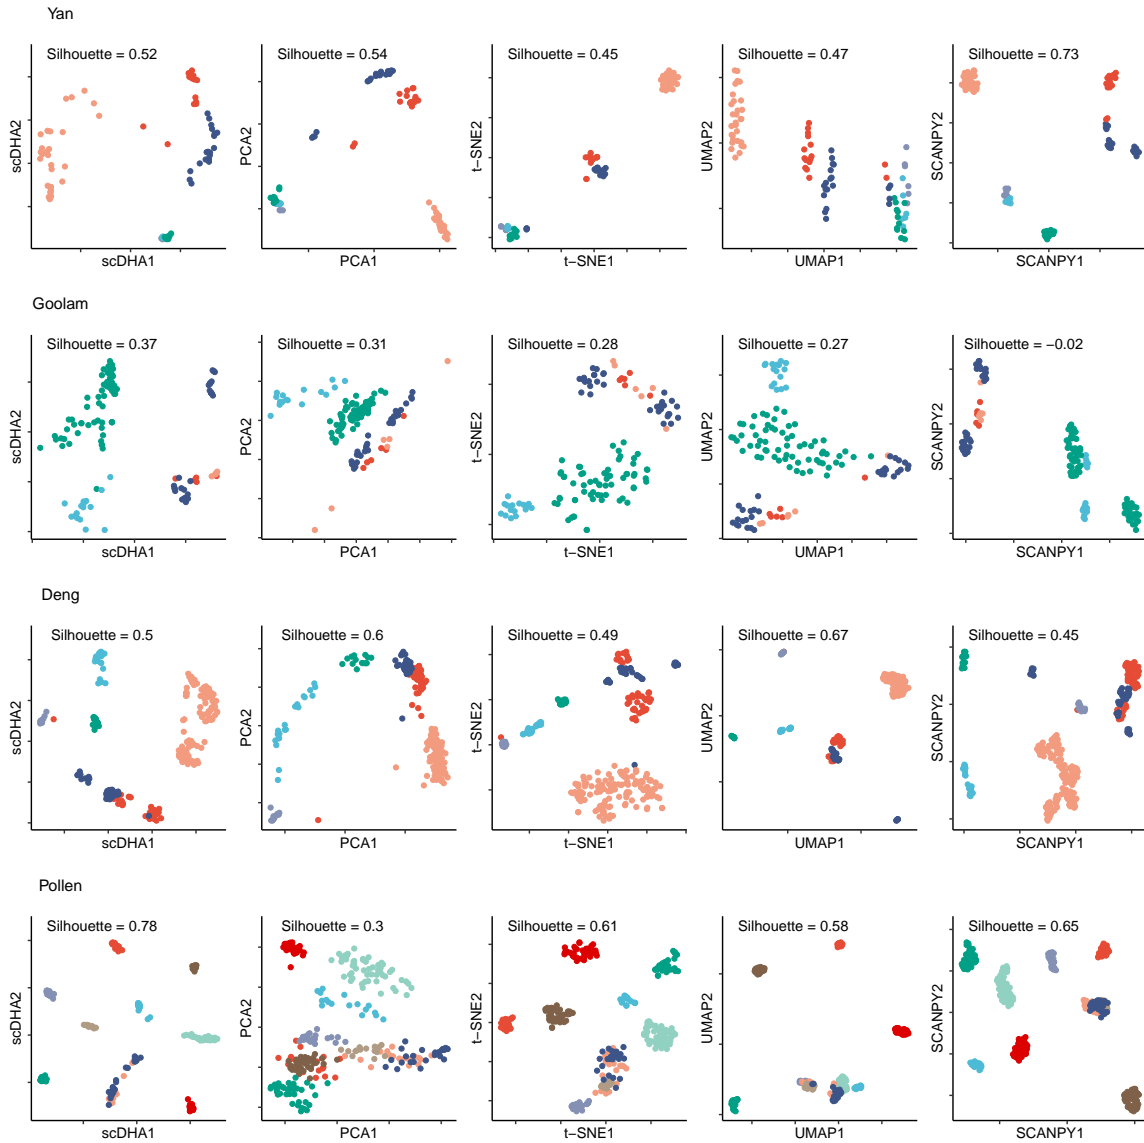 Yan
Silhouette = 0.52
scDHA2
scDHA1
Silhouette = 0.54
PCA2
PCA1
Silhouette = 0.45
t−SNE2
t−SNE1
Silhouette = 0.47
UMAP2
UMAP1
Silhouette = 0.73
SCANPY2
SCANPY1
Goolam
Silhouette = 0.37
scDHA2
scDHA1
Silhouette = 0.31
PCA2
PCA1
Silhouette = 0.28
t−SNE2
t−SNE1
Silhouette = 0.27
UMAP2
UMAP1
Silhouette = −0.02
SCANPY2
SCANPY1
Deng
Silhouette = 0.5
scDHA2
scDHA1
Silhouette = 0.6
PCA2
PCA1
Silhouette = 0.49
t−SNE2
t−SNE1
Silhouette = 0.67
UMAP2
UMAP1
Silhouette = 0.45
SCANPY2
SCANPY1
Pollen
Silhouette = 0.78
scDHA2
scDHA1
Silhouette = 0.3
PCA2
PCA1
Silhouette = 0.61
t−SNE2
t−SNE1
Silhouette = 0.58
UMAP2
UMAP1
Silhouette = 0.65
SCANPY2
SCANPY1